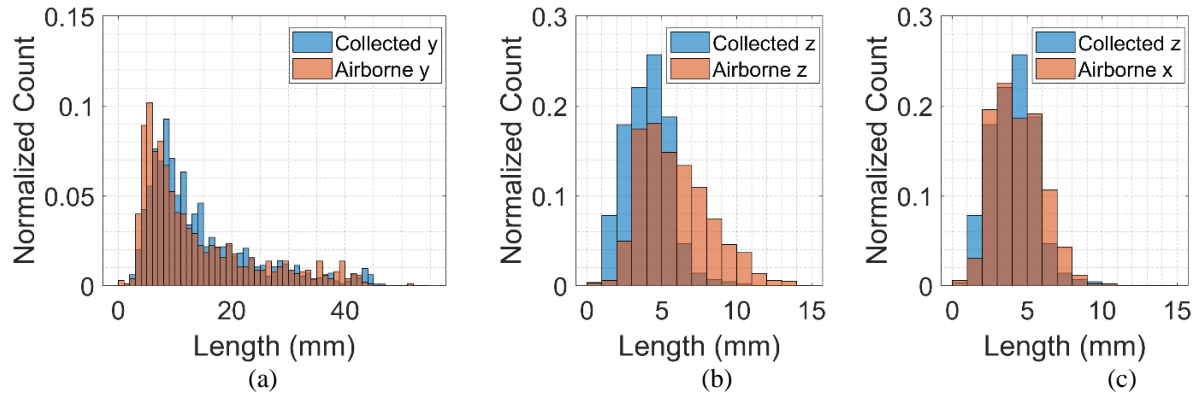 0.15
0.1
0.05
0
Normalized Count
0 20 40
Length (mm)
Collected y
Airborne y
(a)
0.3
0.2
0.1
0
Normalized Count
0 5 10 15
Length (mm)
Collected z
Airborne z
(b)
0.3
0.2
0.1
0
Normalized Count
0 5 10 15
Length (mm)
Collected z
Airborne x
(c)